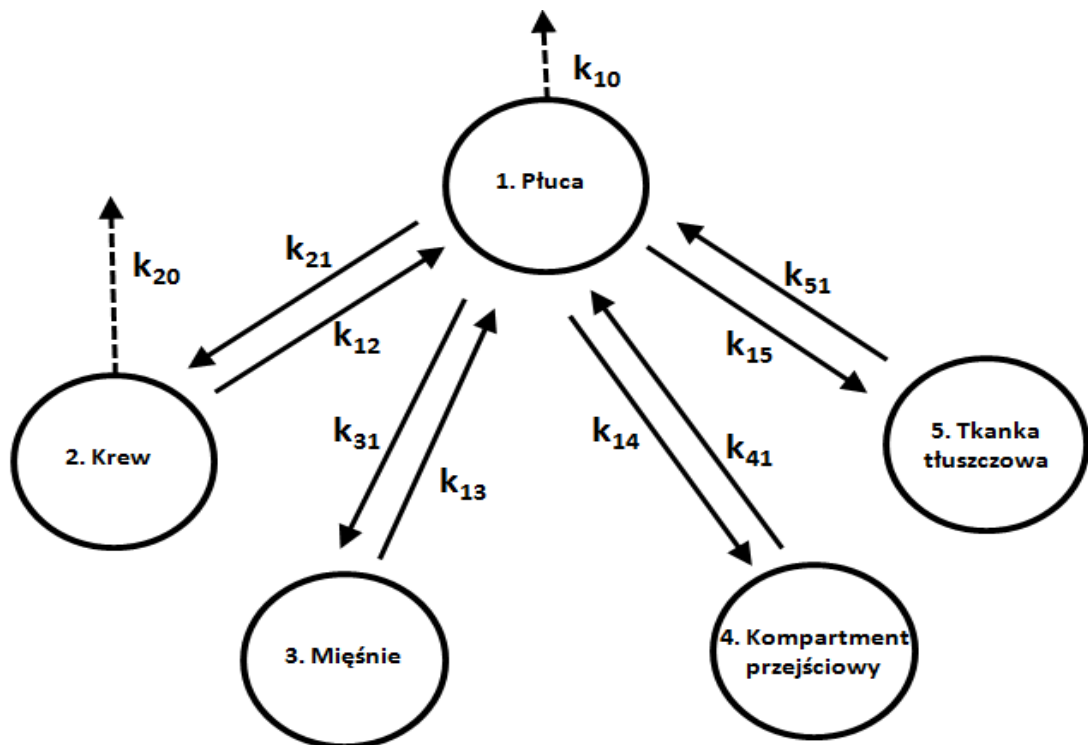 k10
1. Płuca
k20
k21
k12
k51
k15
k31
k13
k14
k41
2. Krew
5. Tkanka
tłuszczowa
3. Mięśnie
4. Kompartment
przejściowy